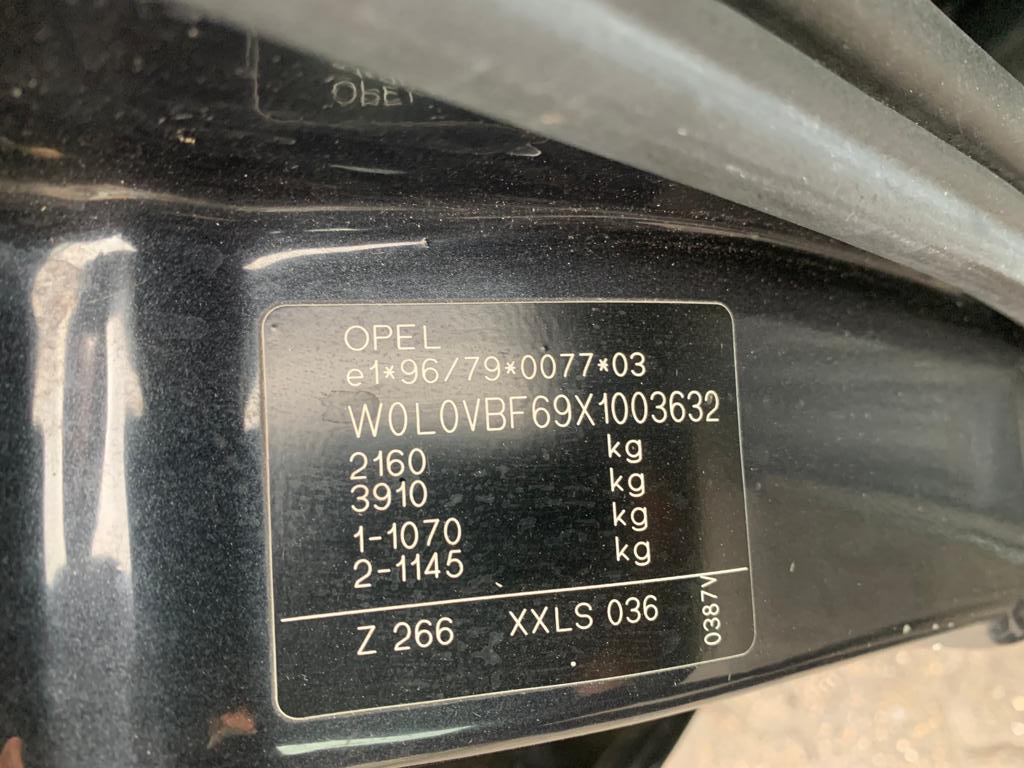 OPEL
e1*96/79*0077*03
W0L0VBF69X1003632
2160 kg
3910 kg
1-1070 kg
2-1145 kg
Z 266 XXLS 036
0387V